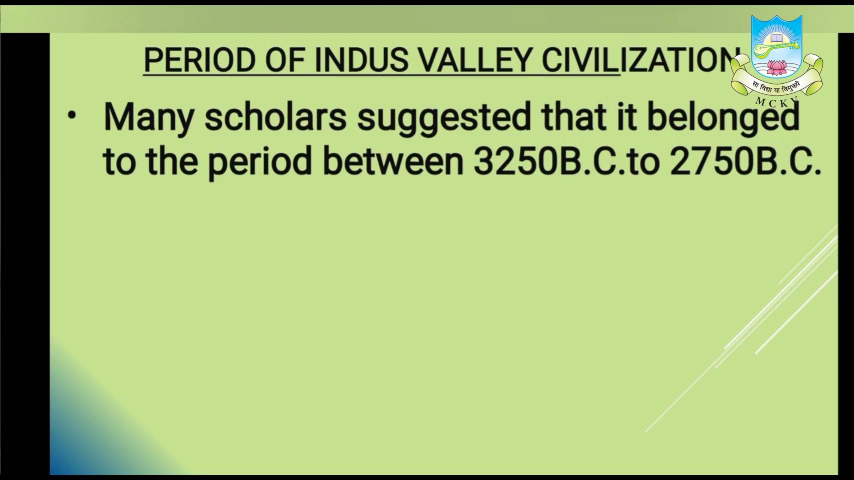 PERIOD OF INDUS VALLEY CIVILIZATION
• Many scholars suggested that it belonged
to the period between 3250B.C.to 2750B.C.
सा विद्या या विमुक्तये
MCKV